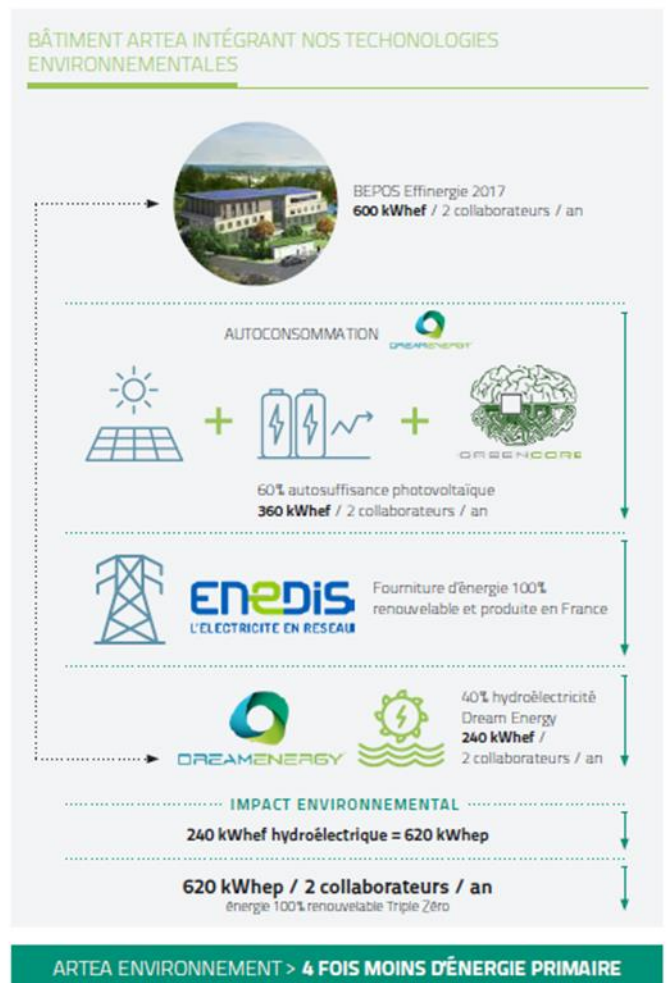 BÂTIMENT ARTEA INTÉGRANT NOS TECHONOLOGIES
ENVIRONNEMENTALES
BEPOS Effinergie 2017
600 kWhef / 2 collaborateurs / an
AUTOCONSOMMATION
DREAMENERGY
GREENCORE
60% autosuffisance photovoltaïque
360 kWhef / 2 collaborateurs / an
ENEDIS
L'ELECTRICITE EN RESEAU
Fourniture d'énergie 100%
renouvelable et produite en France
DREAMENERGY
40% hydroélectricité
Dream Energy
240 kWhef /
2 collaborateurs / an
IMPACT ENVIRONNEMENTAL
240 kWhef hydroélectrique = 620 kWhep
620 kWhep / 2 collaborateurs / an
énergie 100% renouvelable Triple Zéro
ARTEA ENVIRONNEMENT > 4 FOIS MOINS D'ÉNERGIE PRIMAIRE